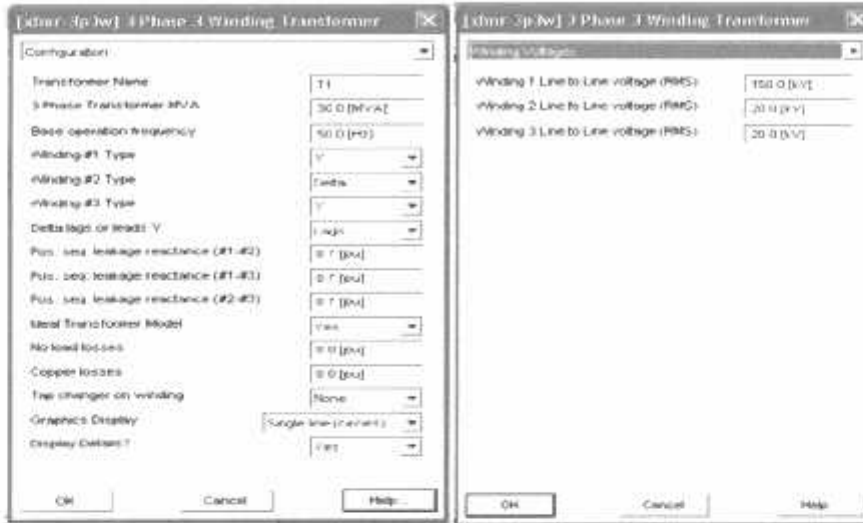 [xfmr-3p3w] 3 Phase 3 Winding Transformer
Configuration
Transformer Name T1
3 Phase Transformer MVA 30.0 [MVA]
Base operation frequency 50.0 [Hz]
Winding #1 Type Y
Winding #2 Type Delta
Winding #3 Type Y
Delta lags or leads Y Lags
Pos. seq. leakage reactance (#1-#2) 0.1 [pu]
Pos. seq. leakage reactance (#1-#3) 0.1 [pu]
Pos. seq. leakage reactance (#2-#3) 0.1 [pu]
Ideal Transformer Model Yes
No load losses 0.0 [pu]
Copper losses 0.0 [pu]
Tap changer on winding None
Graphics Display Single line (circles)
Display Details? Yes
OK Cancel Help...
[xfmr-3p3w] 3 Phase 3 Winding Transformer
Winding Voltages
Winding 1 Line to Line voltage (RMS) 150.0 [kV]
Winding 2 Line to Line voltage (RMS) 20.0 [kV]
Winding 3 Line to Line voltage (RMS) 20.0 [kV]
OK Cancel Help